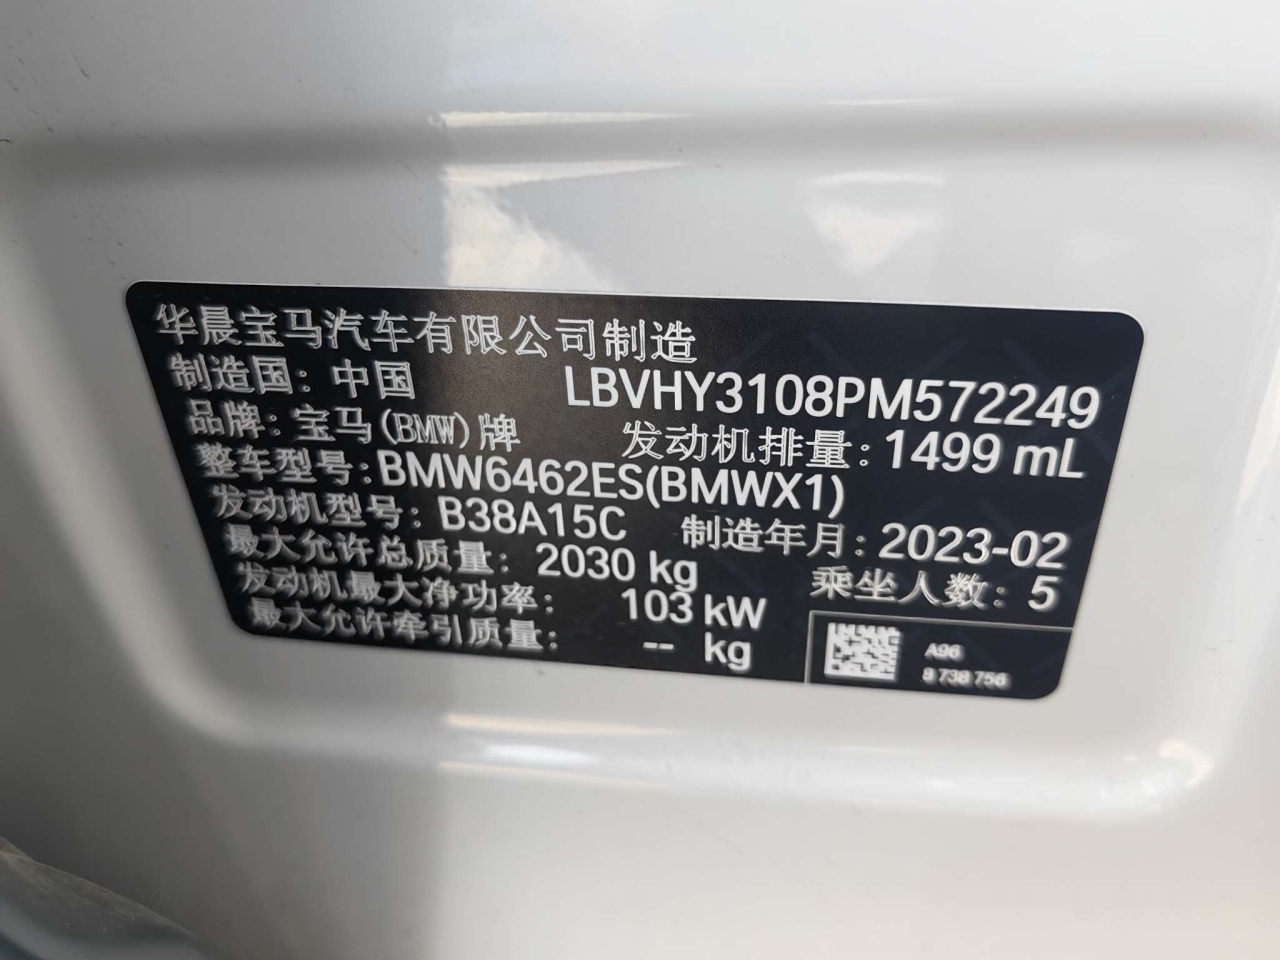 华晨宝马汽车有限公司制造
制造国：中国 LBVHY3108PM572249
品牌：宝马(BMW)牌 发动机排量：1499 mL
整车型号：BMW6462ES(BMWX1)
发动机型号：B38A15C 制造年月：2023-02
最大允许总质量：2030 kg 乘坐人数：5
发动机最大净功率：103 kW
最大允许牵引质量：-- kg
A96
8 738 756